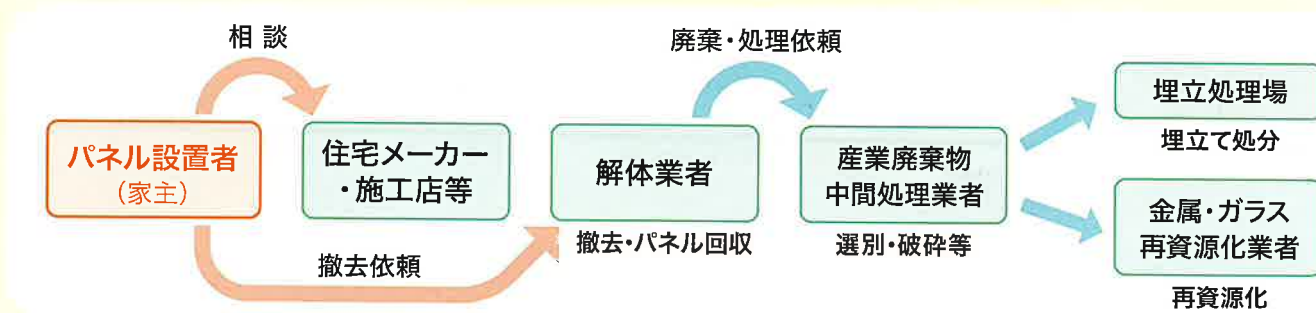 相談
廃棄・処理依頼
パネル設置者
(家主)
住宅メーカー
・施工店等
解体業者
撤去・パネル回収
産業廃棄物
中間処理業者
選別・破砕等
埋立処理場
埋立て処分
金属・ガラス
再資源化業者
再資源化
撤去依頼